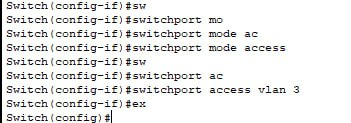 Switch(config-if)#sw
Switch(config-if)#switchport mo
Switch(config-if)#switchport mode ac
Switch(config-if)#switchport mode access
Switch(config-if)#sw
Switch(config-if)#switchport ac
Switch(config-if)#switchport access vlan 3
Switch(config-if)#ex
Switch(config)#